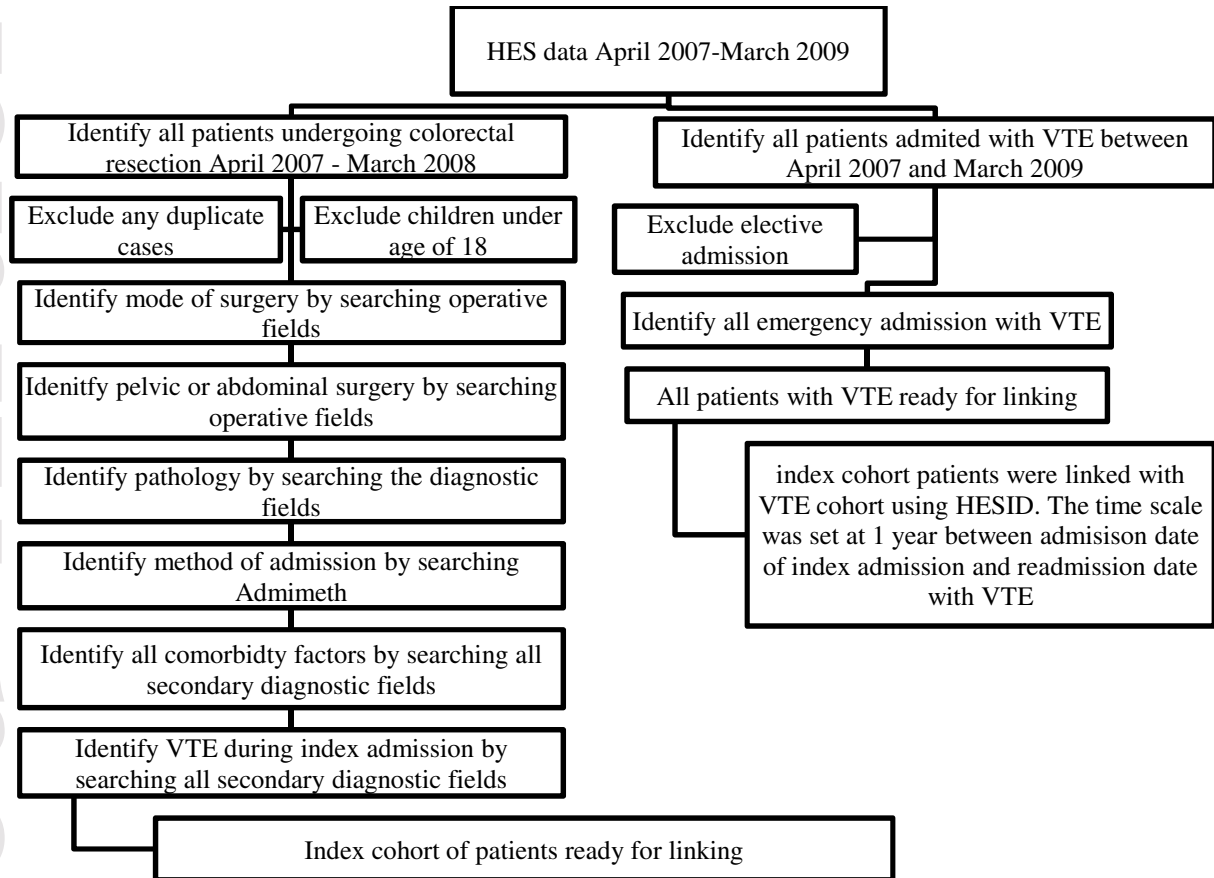 HES data April 2007-March 2009
Identify all patients undergoing colorectal
resection April 2007 - March 2008
Exclude any duplicate
cases
Exclude children under
age of 18
Identify mode of surgery by searching operative
fields
Idenitfy pelvic or abdominal surgery by searching
operative fields
Identify pathology by searching the diagnostic
fields
Identify method of admission by searching
Admimeth
Identify all comorbidty factors by searching all
secondary diagnostic fields
Identify VTE during index admission by
searching all secondary diagnostic fields
Index cohort of patients ready for linking
Identify all patients admited with VTE between
April 2007 and March 2009
Exclude elective
admission
Identify all emergency admission with VTE
All patients with VTE ready for linking
index cohort patients were linked with
VTE cohort using HESID. The time scale
was set at 1 year between admisison date
of index admission and readmission date
with VTE